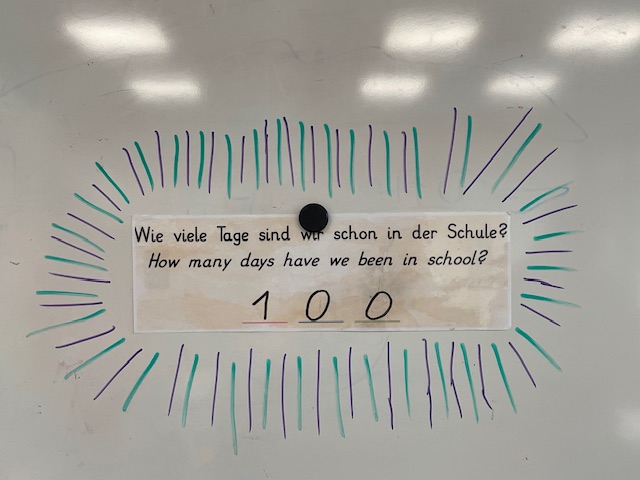 Wie viele Tage sind wir schon in der Schule?
How many days have we been in school?
1 0 0